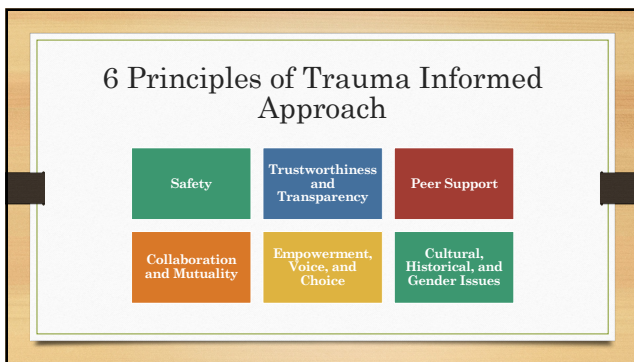 6 Principles of Trauma Informed
Approach
Safety
Trustworthiness
and
Transparency
Peer Support
Collaboration
and Mutuality
Empowerment,
Voice, and
Choice
Cultural,
Historical, and
Gender Issues